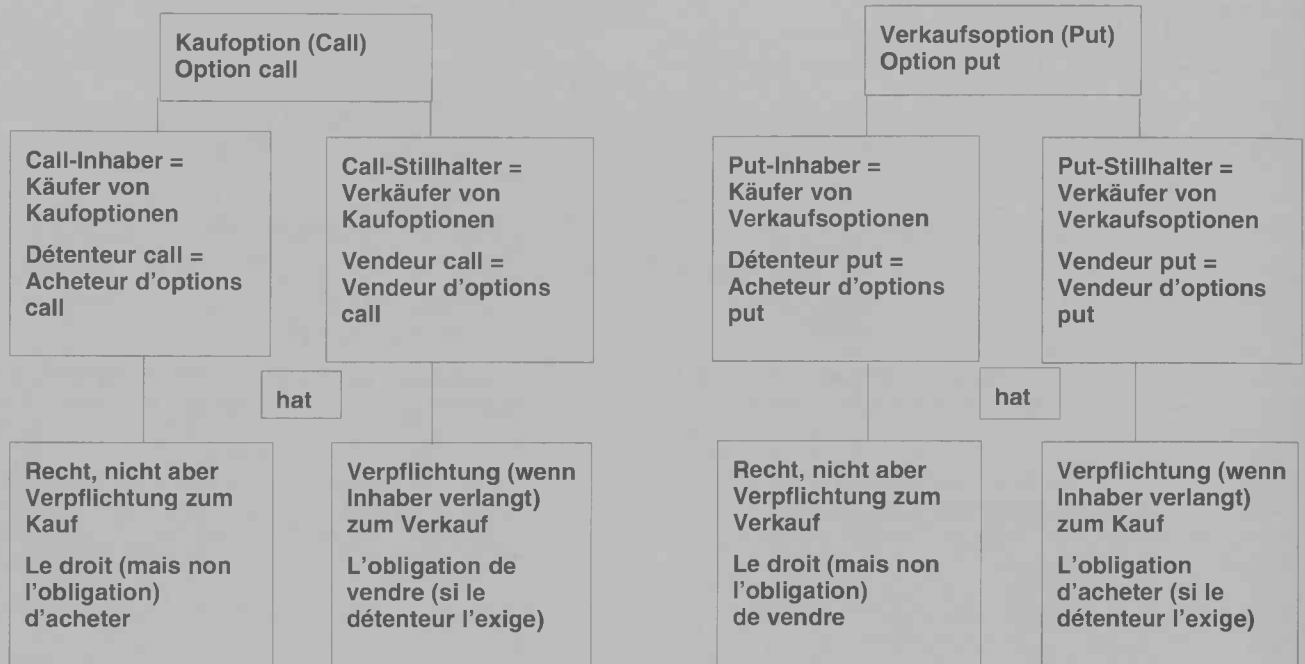 Kaufoption (Call)
Option call
Call-Inhaber =
Käufer von
Kaufoptionen
Détenteur call =
Acheteur d'options
call
Call-Stillhalter =
Verkäufer von
Kaufoptionen
Vendeur call =
Vendeur d'options
call
hat
Recht, nicht aber
Verpflichtung zum
Kauf
Le droit (mais non
l'obligation)
d'acheter
Verpflichtung (wenn
Inhaber verlangt)
zum Verkauf
L'obligation de
vendre (si le
détenteur l'exige)
Verkaufsoption (Put)
Option put
Put-Inhaber =
Käufer von
Verkaufsoptionen
Détenteur put =
Acheteur d'options
put
Put-Stillhalter =
Verkäufer von
Verkaufsoptionen
Vendeur put =
Vendeur d'options
put
hat
Recht, nicht aber
Verpflichtung zum
Verkauf
Le droit (mais non
l'obligation)
de vendre
Verpflichtung (wenn
Inhaber verlangt)
zum Kauf
L'obligation
d'acheter (si le
détenteur l'exige)